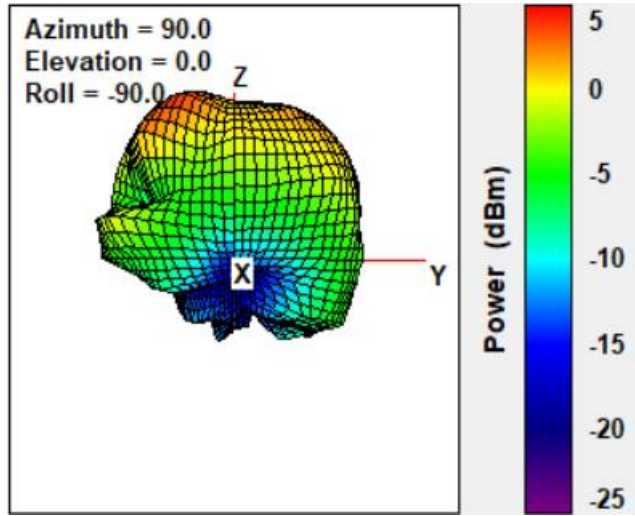 Azimuth = 90.0
Elevation = 0.0
Roll = -90.0
Z
X
Y
Power (dBm)
5
0
-5
-10
-15
-20
-25